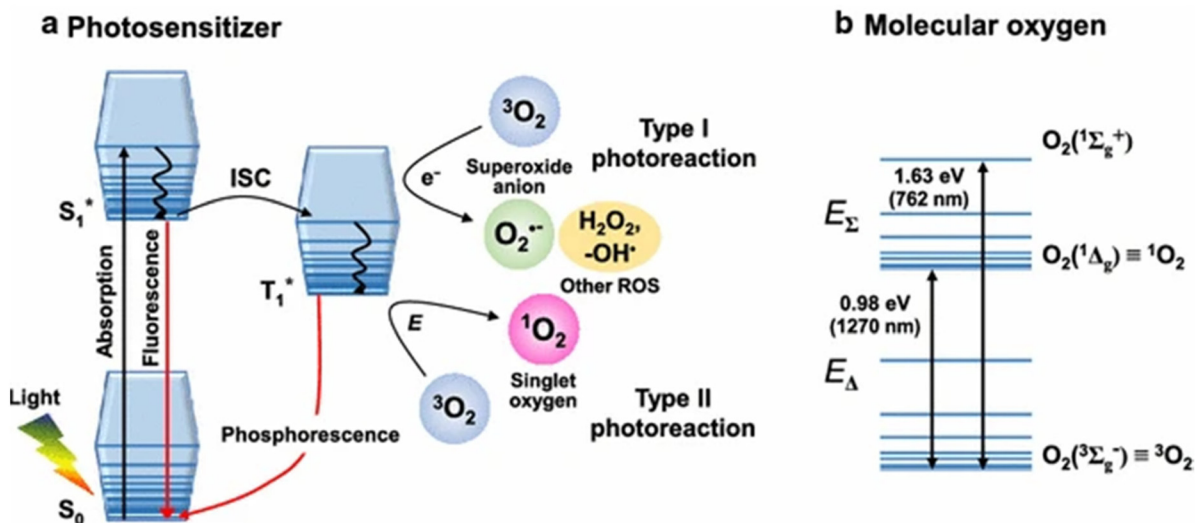 a Photosensitizer
S₁*
Absorption
Fluorescence
Light
S₀
ISC
T₁*
Phosphorescence
³O₂
e⁻
Type I
photoreaction
Superoxide
anion
O₂•⁻
H₂O₂,
-OH•
Other ROS
E
¹O₂
Singlet
oxygen
³O₂
Type II
photoreaction
b Molecular oxygen
O₂(¹Σg⁺)
1.63 eV
(762 nm)
EΣ
O₂(¹Δg) ≡ ¹O₂
0.98 eV
(1270 nm)
EΔ
O₂(³Σg⁻) ≡ ³O₂